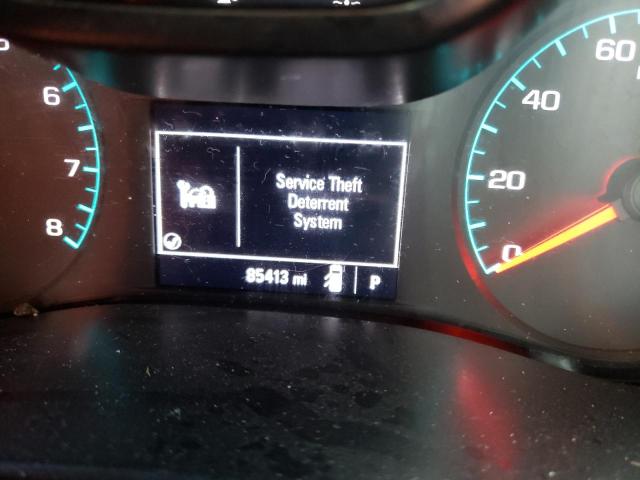 60
6
40
7
Service Theft
Deterrent
System
20
8
0
85413 mi
P